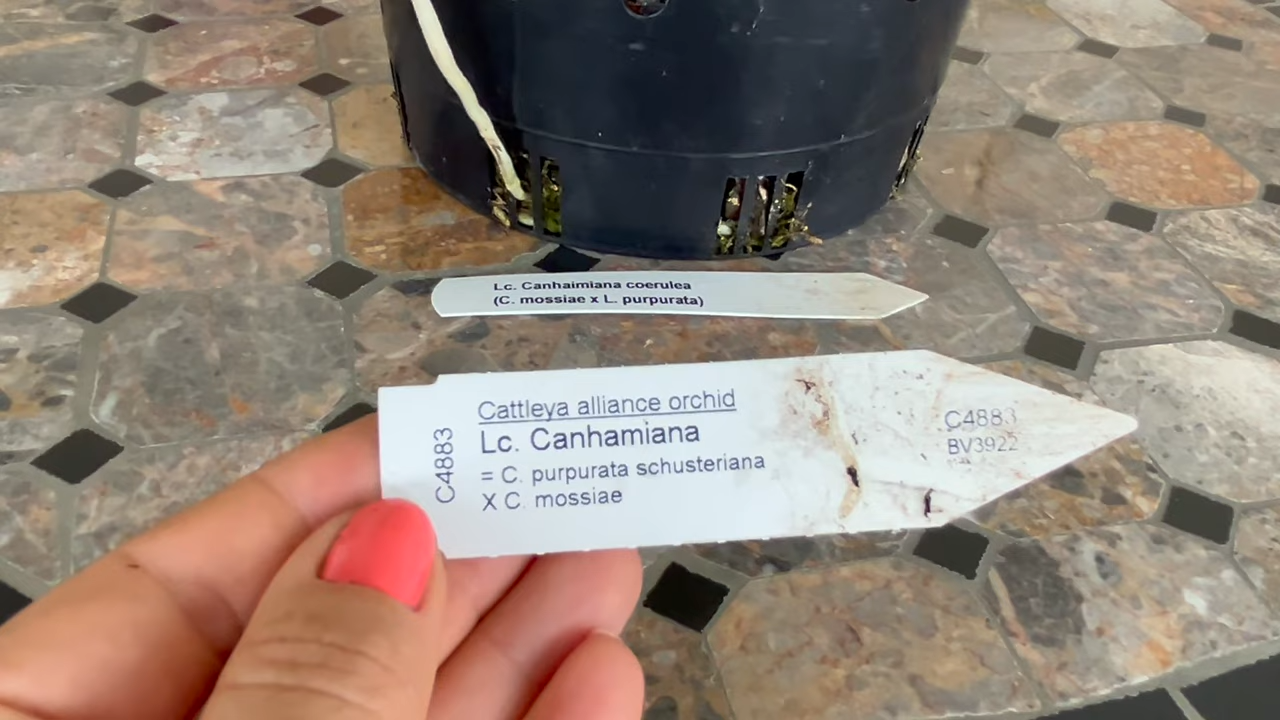 Lc. Canhaimiana coerulea
(C. mossiae x L. purpurata)
C4883
Cattleya alliance orchid
Lc. Canhamiana
= C. purpurata schusteriana
X C. mossiae
C4883
BV3922